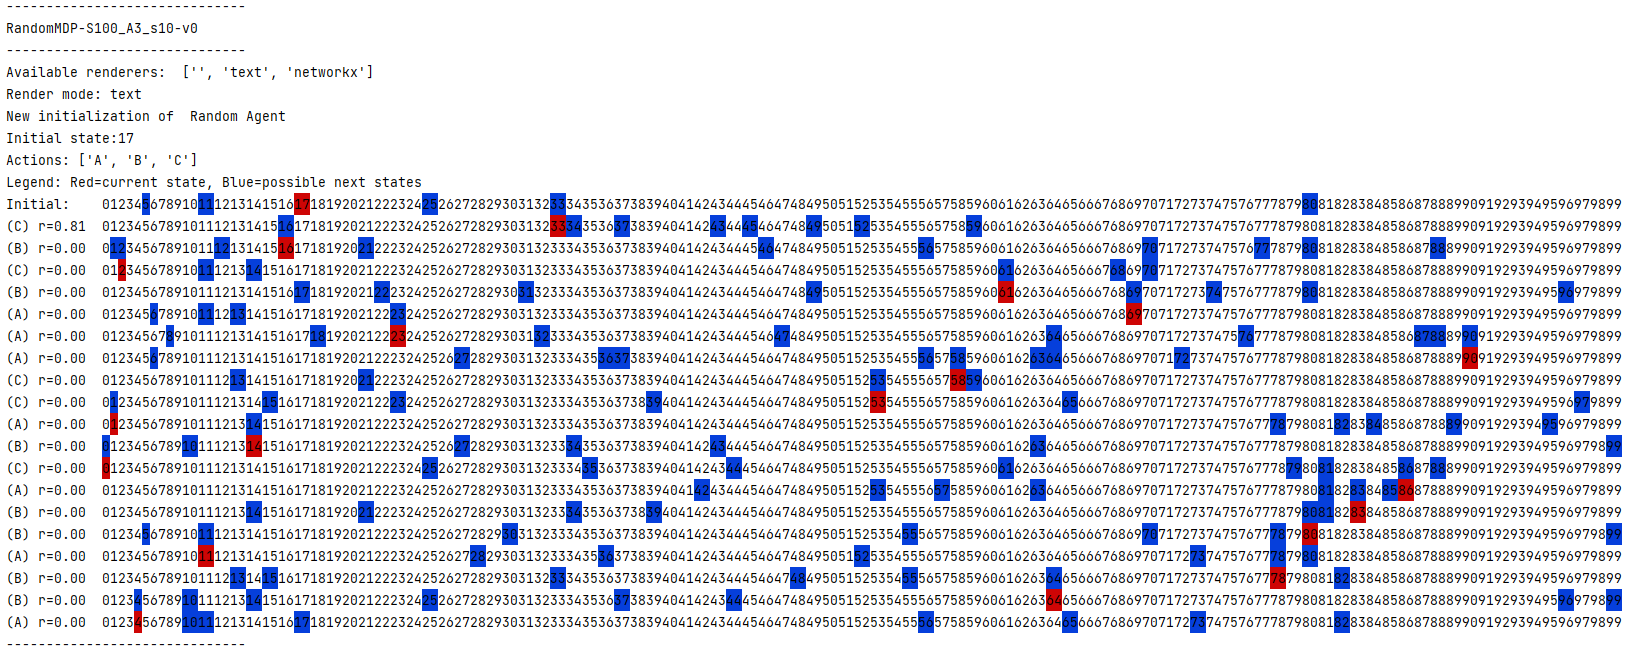 ------------------------------
RandomMDP-S100_A3_s10-v0
------------------------------
Available renderers:  ['', 'text', 'networkx']
Render mode: text
New initialization of  Random Agent
Initial state:17
Actions: ['A', 'B', 'C']
Legend: Red=current state, Blue=possible next states
Initial:    0123456789101112131415161718192021222324252627282930313233343536373839404142434445464748495051525354555657585960616263646566676869707172737475767778798081828384858687888990919293949596979899
(C) r=0.81  0123456789101112131415161718192021222324252627282930313233343536373839404142434445464748495051525354555657585960616263646566676869707172737475767778798081828384858687888990919293949596979899
(B) r=0.00  0123456789101112131415161718192021222324252627282930313233343536373839404142434445464748495051525354555657585960616263646566676869707172737475767778798081828384858687888990919293949596979899
(C) r=0.00  0123456789101112131415161718192021222324252627282930313233343536373839404142434445464748495051525354555657585960616263646566676869707172737475767778798081828384858687888990919293949596979899
(B) r=0.00  0123456789101112131415161718192021222324252627282930313233343536373839404142434445464748495051525354555657585960616263646566676869707172737475767778798081828384858687888990919293949596979899
(A) r=0.00  0123456789101112131415161718192021222324252627282930313233343536373839404142434445464748495051525354555657585960616263646566676869707172737475767778798081828384858687888990919293949596979899
(A) r=0.00  0123456789101112131415161718192021222324252627282930313233343536373839404142434445464748495051525354555657585960616263646566676869707172737475767778798081828384858687888990919293949596979899
(A) r=0.00  0123456789101112131415161718192021222324252627282930313233343536373839404142434445464748495051525354555657585960616263646566676869707172737475767778798081828384858687888990919293949596979899
(C) r=0.00  0123456789101112131415161718192021222324252627282930313233343536373839404142434445464748495051525354555657585960616263646566676869707172737475767778798081828384858687888990919293949596979899
(C) r=0.00  0123456789101112131415161718192021222324252627282930313233343536373839404142434445464748495051525354555657585960616263646566676869707172737475767778798081828384858687888990919293949596979899
(A) r=0.00  0123456789101112131415161718192021222324252627282930313233343536373839404142434445464748495051525354555657585960616263646566676869707172737475767778798081828384858687888990919293949596979899
(B) r=0.00  0123456789101112131415161718192021222324252627282930313233343536373839404142434445464748495051525354555657585960616263646566676869707172737475767778798081828384858687888990919293949596979899
(C) r=0.00  0123456789101112131415161718192021222324252627282930313233343536373839404142434445464748495051525354555657585960616263646566676869707172737475767778798081828384858687888990919293949596979899
(A) r=0.00  0123456789101112131415161718192021222324252627282930313233343536373839404142434445464748495051525354555657585960616263646566676869707172737475767778798081828384858687888990919293949596979899
(B) r=0.00  0123456789101112131415161718192021222324252627282930313233343536373839404142434445464748495051525354555657585960616263646566676869707172737475767778798081828384858687888990919293949596979899
(B) r=0.00  0123456789101112131415161718192021222324252627282930313233343536373839404142434445464748495051525354555657585960616263646566676869707172737475767778798081828384858687888990919293949596979899
(A) r=0.00  0123456789101112131415161718192021222324252627282930313233343536373839404142434445464748495051525354555657585960616263646566676869707172737475767778798081828384858687888990919293949596979899
(B) r=0.00  0123456789101112131415161718192021222324252627282930313233343536373839404142434445464748495051525354555657585960616263646566676869707172737475767778798081828384858687888990919293949596979899
(B) r=0.00  0123456789101112131415161718192021222324252627282930313233343536373839404142434445464748495051525354555657585960616263646566676869707172737475767778798081828384858687888990919293949596979899
(A) r=0.00  0123456789101112131415161718192021222324252627282930313233343536373839404142434445464748495051525354555657585960616263646566676869707172737475767778798081828384858687888990919293949596979899
------------------------------